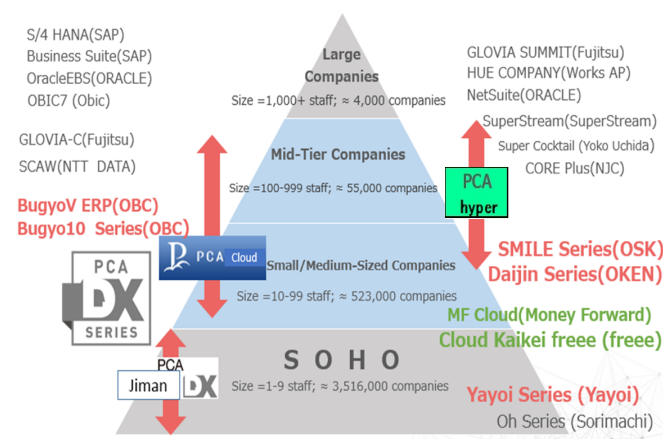 S/4 HANA(SAP)
Business Suite(SAP)
OracleEBS(ORACLE)
OBIC7 (Obic)
GLOVIA-C(Fujitsu)
SCAW(NTT DATA)
BugyoV ERP(OBC)
Bugyo10 Series(OBC)
PCA
DX
SERIES
PCA Cloud
PCA
Jiman
DX
Large
Companies
Size =1,000+ staff; ≈ 4,000 companies
Mid-Tier Companies
Size =100-999 staff; ≈ 55,000 companies
Small/Medium-Sized Companies
Size =10-99 staff; ≈ 523,000 companies
SOHO
Size =1-9 staff; ≈ 3,516,000 companies
GLOVIA SUMMIT(Fujitsu)
HUE COMPANY(Works AP)
NetSuite(ORACLE)
SuperStream(SuperStream)
Super Cocktail (Yoko Uchida)
CORE Plus(NJC)
PCA
hyper
SMILE Series(OSK)
Daijin Series(OKEN)
MF Cloud(Money Forward)
Cloud Kaikei freee (freee)
Yayoi Series (Yayoi)
Oh Series (Sorimachi)